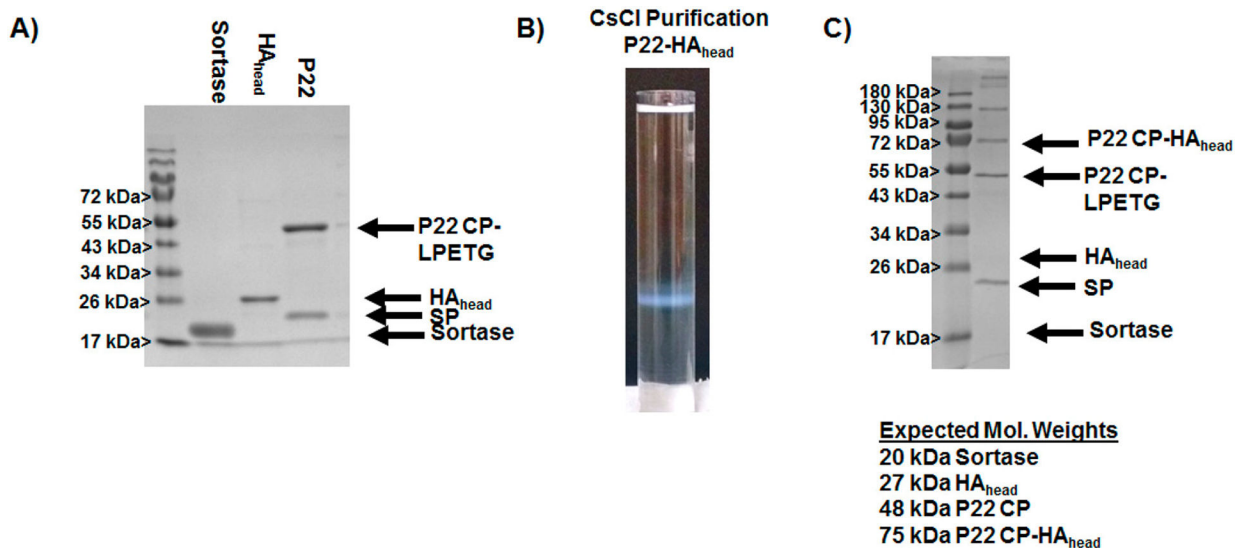 A)
Sortase
HAhead
P22
72 kDa>
55 kDa>
43 kDa>
34 kDa>
26 kDa>
17 kDa>
P22 CP-
LPETG
HAhead
SP
Sortase
B)
CsCl Purification
P22-HAhead
C)
180 kDa>
130 kDa>
95 kDa>
72 kDa>
55 kDa>
43 kDa>
34 kDa>
26 kDa>
17 kDa>
P22 CP-HAhead
P22 CP-
LPETG
HAhead
SP
Sortase
Expected Mol. Weights
20 kDa Sortase
27 kDa HAhead
48 kDa P22 CP
75 kDa P22 CP-HAhead